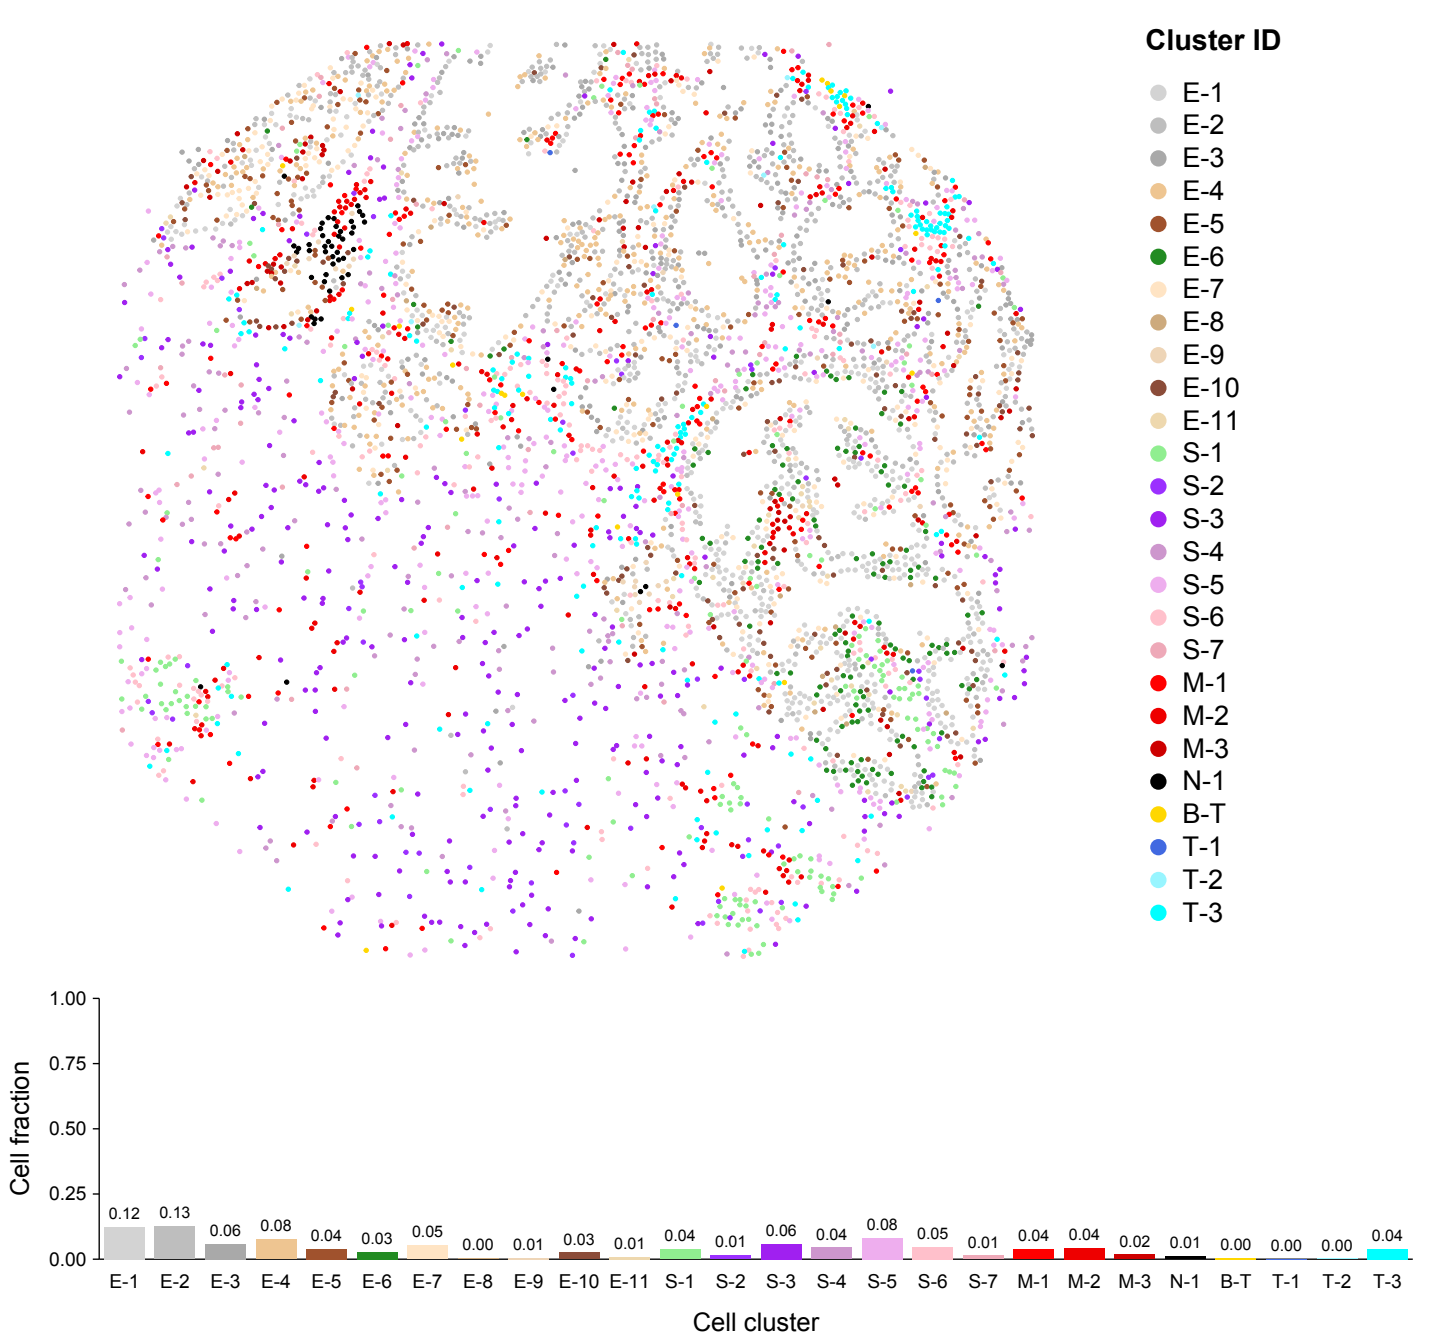 Cluster ID
E-1
E-2
E-3
E-4
E-5
E-6
E-7
E-8
E-9
E-10
E-11
S-1
S-2
S-3
S-4
S-5
S-6
S-7
M-1
M-2
M-3
N-1
B-T
T-1
T-2
T-3
1.00
0.75
0.50
0.25
0.00
Cell fraction
0.12 0.13 0.06 0.08 0.04 0.03 0.05 0.00 0.01 0.03 0.01 0.04 0.01 0.06 0.04 0.08 0.05 0.01 0.04 0.04 0.02 0.01 0.00 0.00 0.00 0.04
E-1 E-2 E-3 E-4 E-5 E-6 E-7 E-8 E-9 E-10 E-11 S-1 S-2 S-3 S-4 S-5 S-6 S-7 M-1 M-2 M-3 N-1 B-T T-1 T-2 T-3
Cell cluster